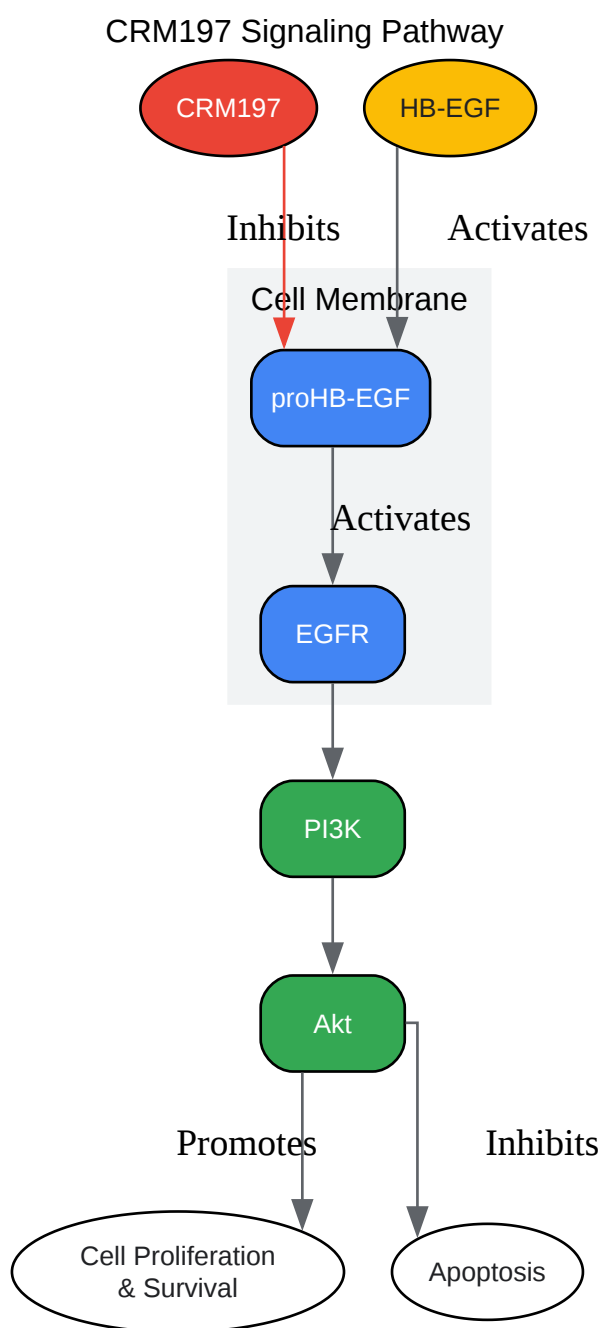 CRM197 Signaling Pathway
CRM197
HB-EGF
Inhibits
Activates
Cell Membrane
proHB-EGF
Activates
EGFR
PI3K
Akt
Promotes
Inhibits
Cell Proliferation
& Survival
Apoptosis